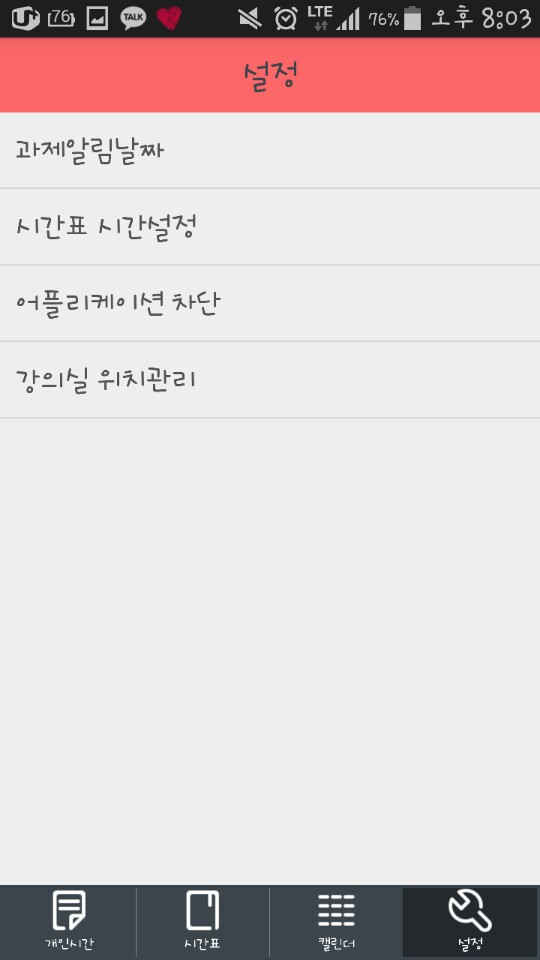 76 TALK LTE 76% 오후 8:03
설정
과제알림날짜
시간표 시간설정
어플리케이션 차단
강의실 위치관리
개인시간 시간표 캘린더 설정